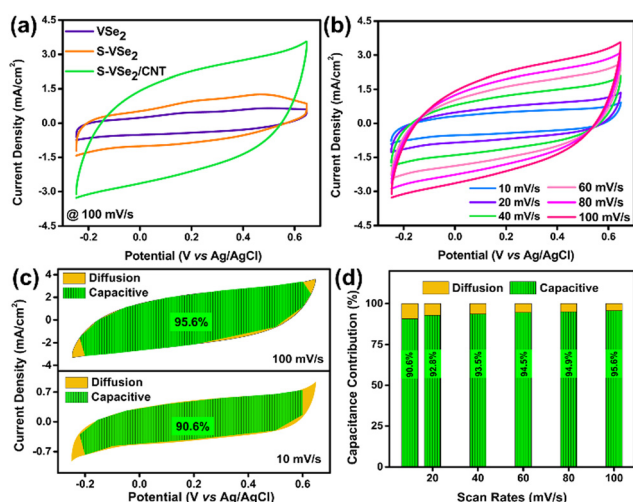 (a)
VSe2
S-VSe2
S-VSe2/CNT
@ 100 mV/s
4.5
3.0
1.5
0.0
-1.5
-3.0
-4.5
Current Density (mA/cm2)
-0.2 0.0 0.2 0.4 0.6
Potential (V vs Ag/AgCl)
(b)
10 mV/s 60 mV/s
20 mV/s 80 mV/s
40 mV/s 100 mV/s
4.5
3.0
1.5
0.0
-1.5
-3.0
-4.5
Current Density (mA/cm2)
-0.2 0.0 0.2 0.4 0.6
Potential (V vs Ag/AgCl)
(c)
Diffusion
Capacitive
95.6%
100 mV/s
4
2
0
-2
-4
Diffusion
Capacitive
90.6%
10 mV/s
0.7
0.0
-0.7
Current Density (mA/cm2)
-0.2 0.0 0.2 0.4 0.6
Potential (V vs Ag/AgCl)
(d)
Diffusion Capacitive
100
75
50
25
0
Capacitance Contribution (%)
90.6%
92.8%
93.5%
94.5%
94.9%
95.6%
20 40 60 80 100
Scan Rates (mV/s)